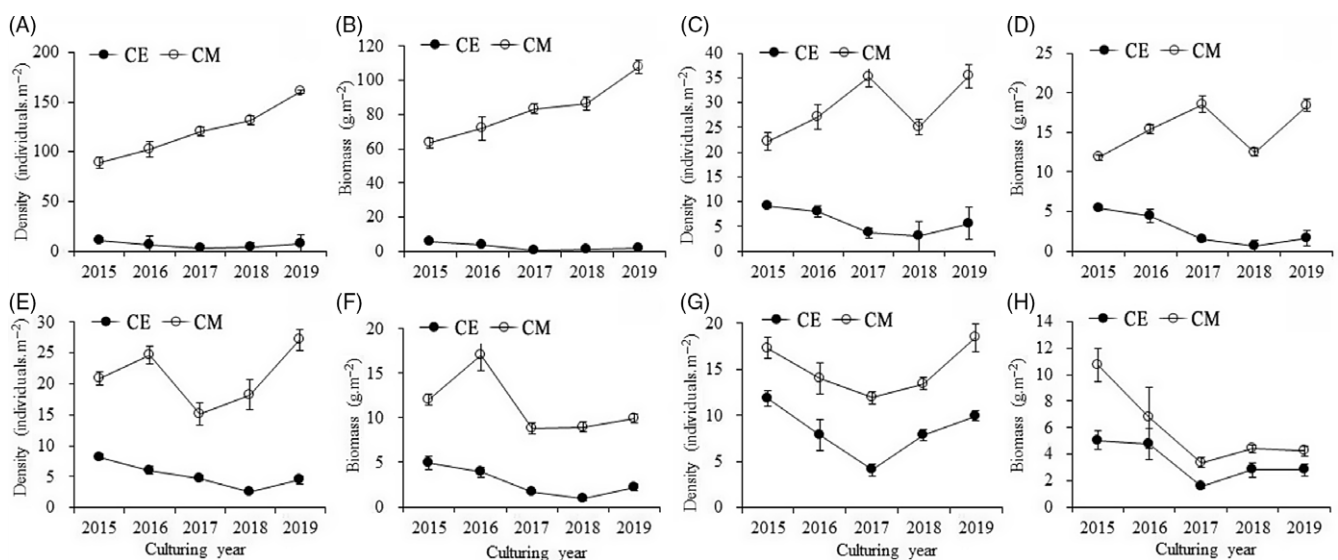 (A) CE CM
200
150
100
50
0
Density (individuals.m−2)
2015 2016 2017 2018 2019
(B) CE CM
120
100
80
60
40
20
0
Biomass (g.m−2)
2015 2016 2017 2018 2019
(C) CE CM
40
35
30
25
20
15
10
5
0
Density (individuals.m−2)
2015 2016 2017 2018 2019
(D) CE CM
25
20
15
10
5
0
Biomass (g.m−2)
2015 2016 2017 2018 2019
(E) CE CM
30
25
20
15
10
5
0
Density (individuals.m−2)
2015 2016 2017 2018 2019
Culturing year
(F) CE CM
20
15
10
5
0
Biomass (g.m−2)
2015 2016 2017 2018 2019
Culturing year
(G) CE CM
20
15
10
5
0
Density (individuals.m−2)
2015 2016 2017 2018 2019
Culturing year
(H) CE CM
14
12
10
8
6
4
2
0
Biomass (g.m−2)
2015 2016 2017 2018 2019
Culturing year